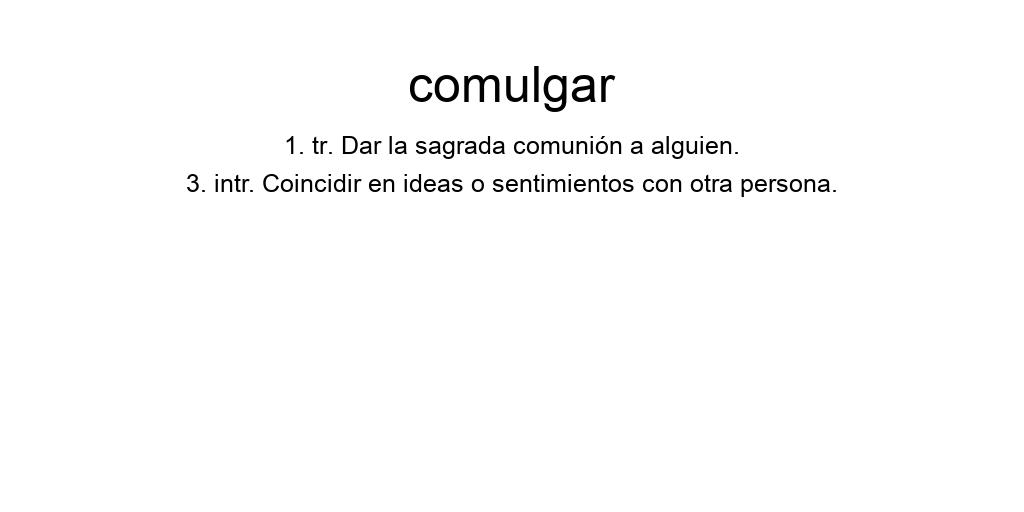 comulgar
1. tr. Dar la sagrada comunión a alguien.
3. intr. Coincidir en ideas o sentimientos con otra persona.